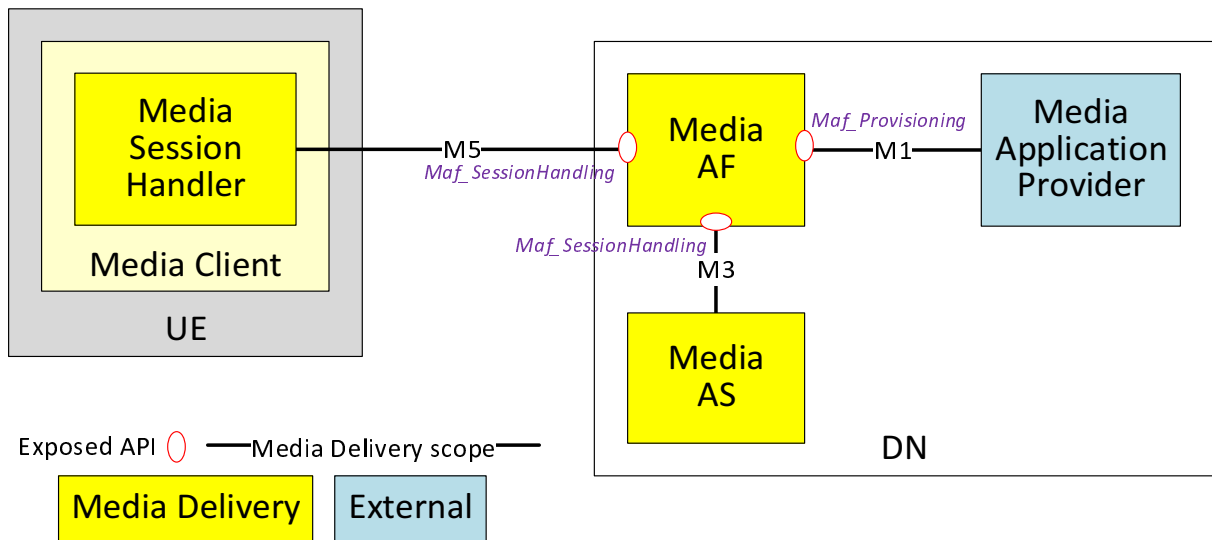 Media
Session
Handler
Media Client
UE
M5
Maf_SessionHandling
Media
AF
Maf_Provisioning
M1
Media
Application
Provider
Maf_SessionHandling
M3
Media
AS
DN
Exposed API
Media Delivery scope
Media Delivery
External